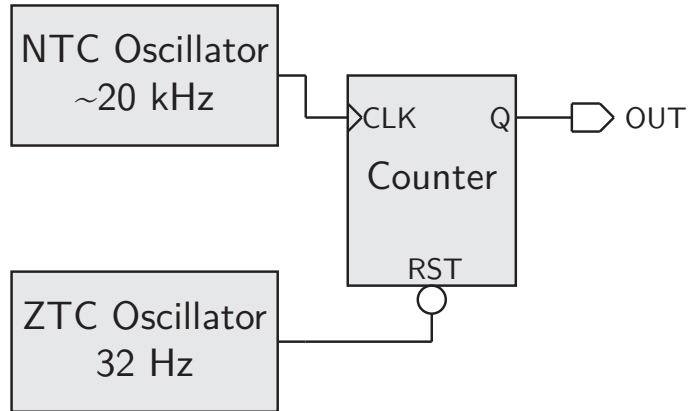 NTC Oscillator
~20 kHz
CLK
Q
OUT
Counter
RST
ZTC Oscillator
32 Hz